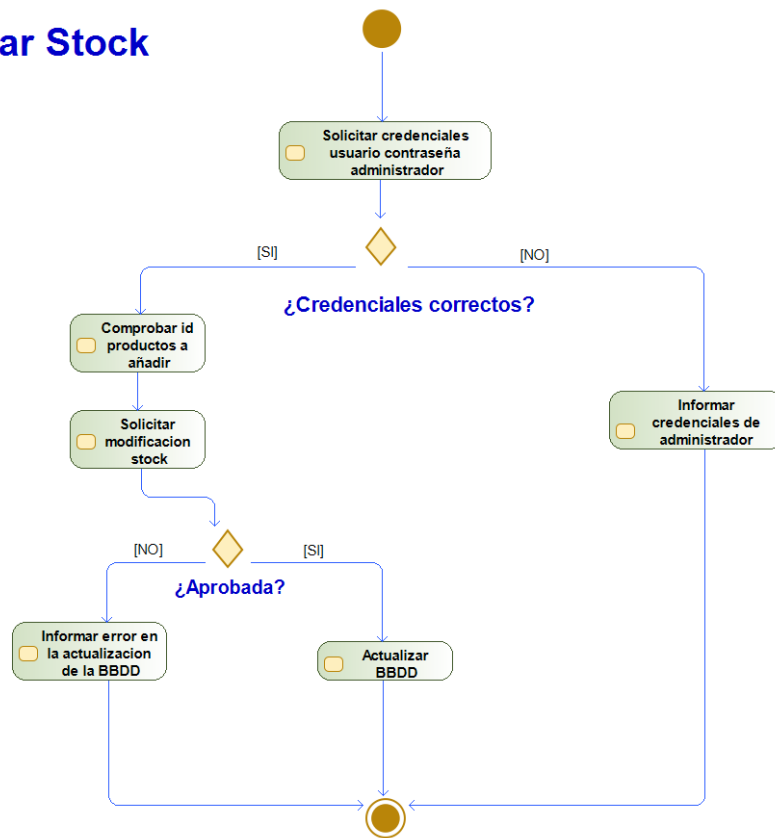 ar Stock
Solicitar credenciales
usuario contraseña
administrador
[SI]
[NO]
¿Credenciales correctos?
Comprobar id
productos a
añadir
Informar
credenciales de
administrador
Solicitar
modificacion
stock
[NO]
[SI]
¿Aprobada?
Informar error en
la actualizacion
de la BBDD
Actualizar
BBDD